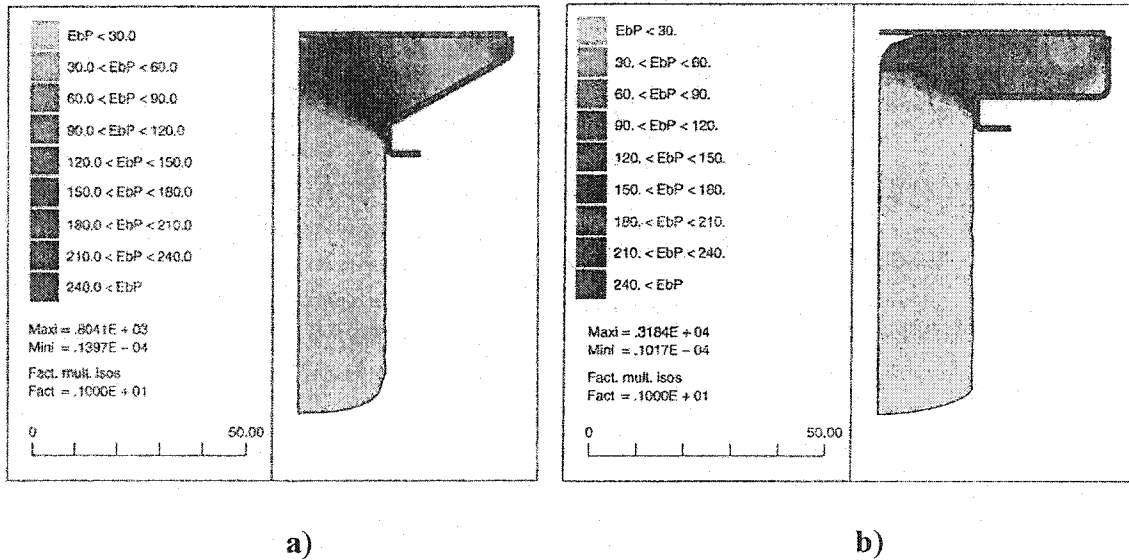 EbP < 30.0
30.0 < EbP < 60.0
60.0 < EbP < 90.0
90.0 < EbP < 120.0
120.0 < EbP < 150.0
150.0 < EbP < 180.0
180.0 < EbP < 210.0
210.0 < EbP < 240.0
240.0 < EbP
Maxi = .8041E + 03
Mini = .1397E - 04
Fact. mult. isos
Fact = .1000E + 01
0 50.00
a)
EbP < 30.
30. < EbP < 60.
60. < EbP < 90.
90. < EbP < 120.
120. < EbP < 150.
150. < EbP < 180.
180. < EbP < 210.
210. < EbP < 240.
240. < EbP
Maxi = .3184E + 04
Mini = .1017E - 04
Fact. mult. isos
Fact = .1000E + 01
0 50.00
b)